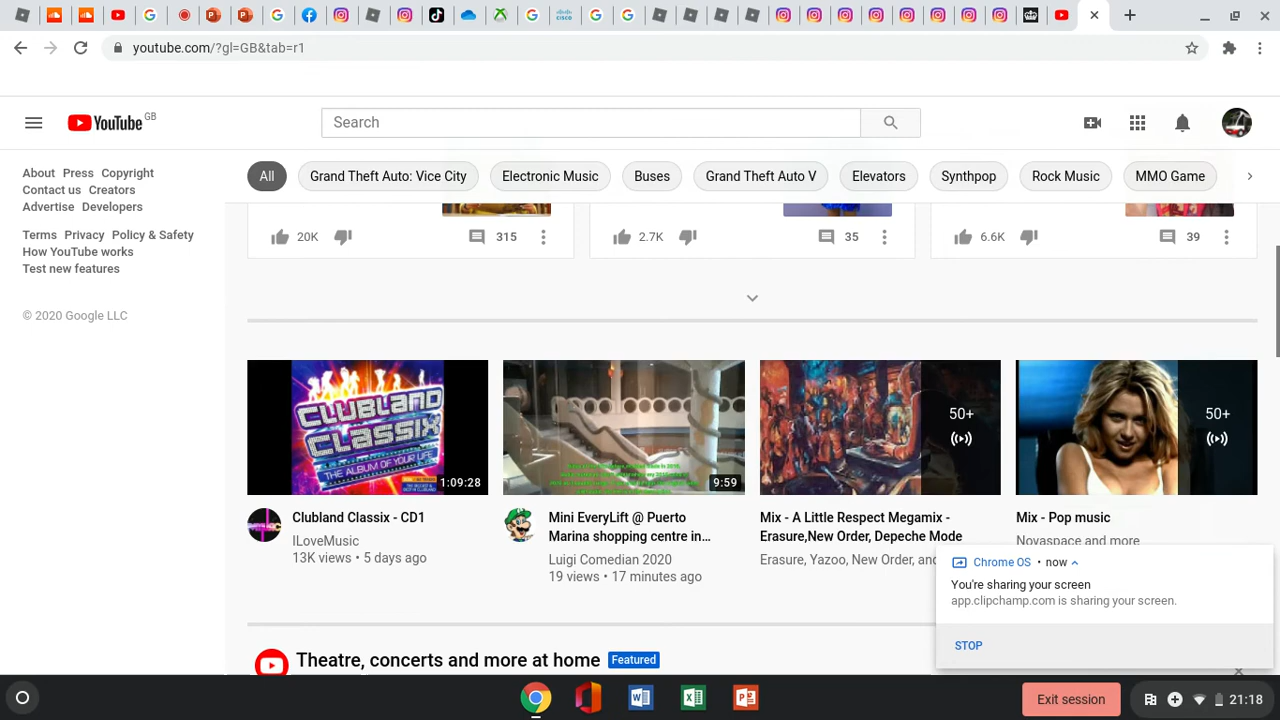 youtube.com/?gl=GB&tab=r1
YouTube GB
Search
About Press Copyright
Contact us Creators
Advertise Developers
Terms Privacy Policy & Safety
How YouTube works
Test new features
© 2020 Google LLC
All
Grand Theft Auto: Vice City
Electronic Music
Buses
Grand Theft Auto V
Elevators
Synthpop
Rock Music
MMO Game
20K 315
2.7K 35
6.6K 39
CLUBLAND
CLASSIX
THE ALBUM OF YOUR LIFE
1:09:28
Clubland Classix - CD1
ILoveMusic
13K views • 5 days ago
9:59
Mini EveryLift @ Puerto
Marina shopping centre in…
Luigi Comedian 2020
19 views • 17 minutes ago
50+
Mix - A Little Respect Megamix -
Erasure,New Order, Depeche Mode
Erasure, Yazoo, New Order, and
50+
Mix - Pop music
Novaspace and more
Chrome OS • now
You're sharing your screen
app.clipchamp.com is sharing your screen.
STOP
Theatre, concerts and more at home Featured
Exit session
21:18